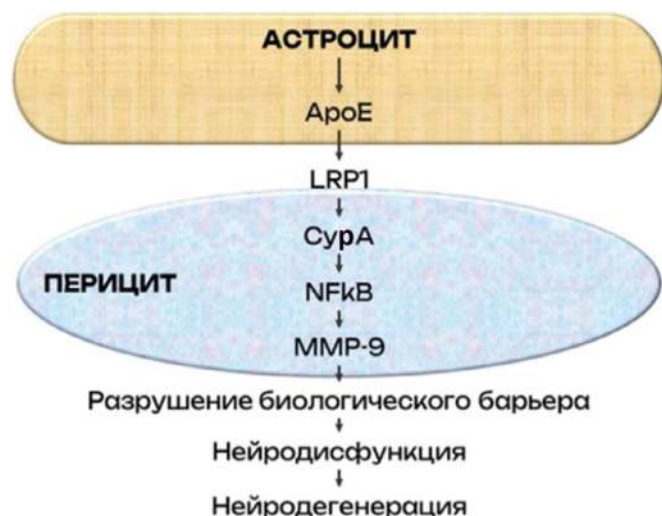 АСТРОЦИТ
ApoE
LRP1
CypA
ПЕРИЦИТ
NFkB
MMP-9
Разрушение биологического барьера
Нейродисфункция
Нейродегенерация